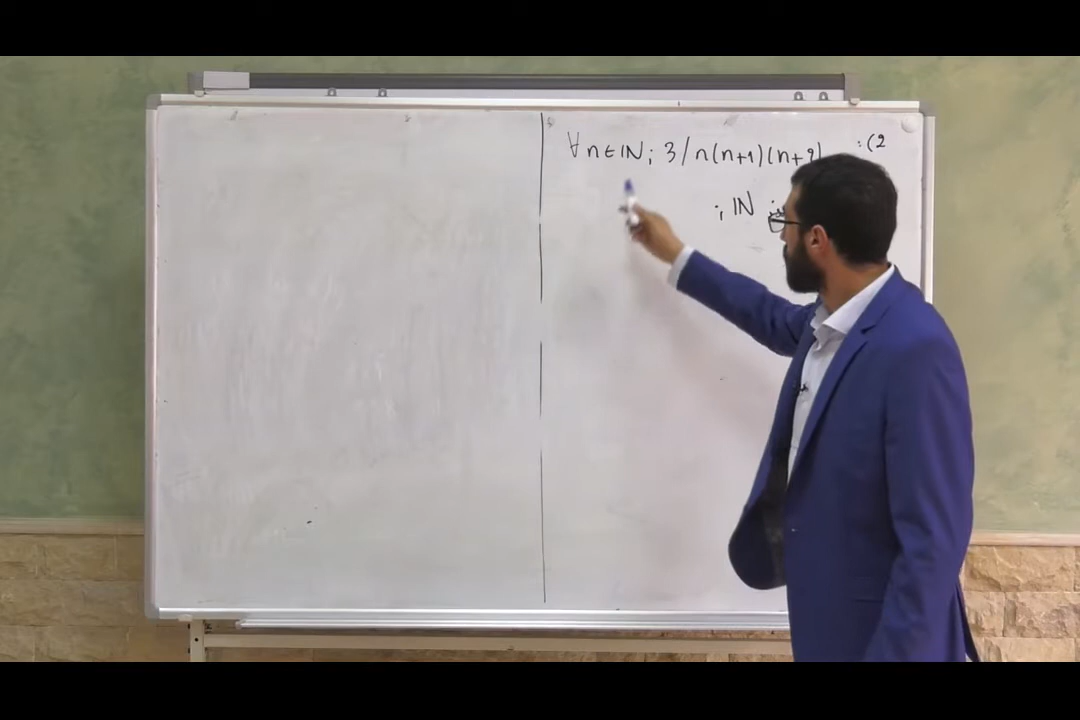 ∀ n ∈ IN ; 3 / n(n+1)(n+2) : (2
; IN